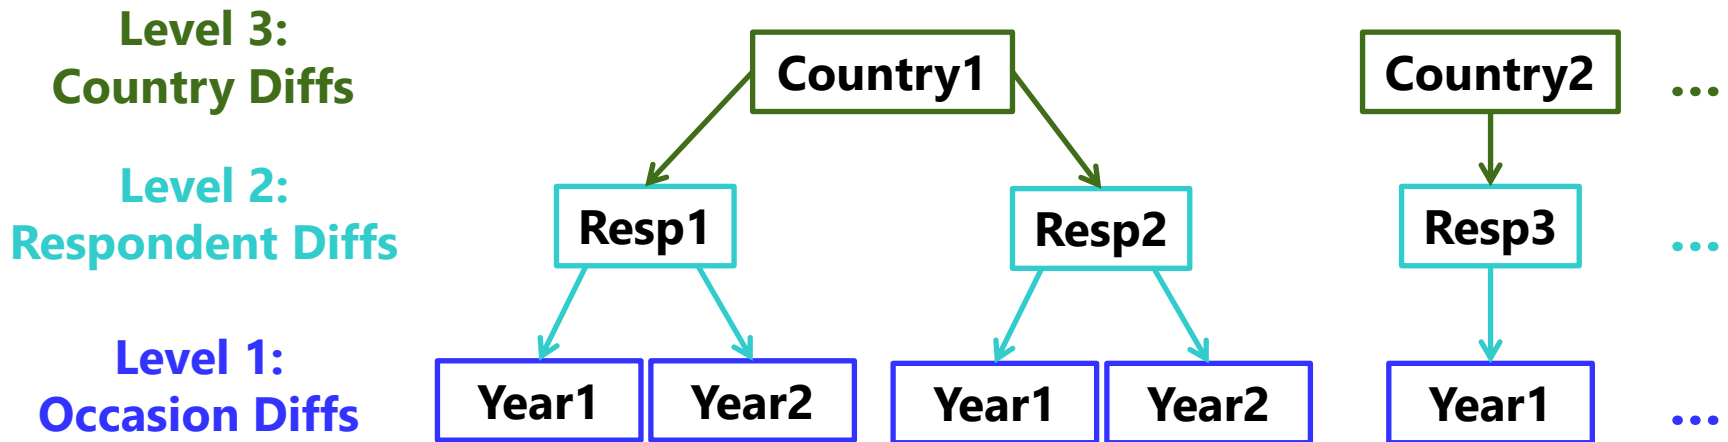 Level 3:
Country Diffs
Country1
Country2
...
Level 2:
Respondent Diffs
Resp1
Resp2
Resp3
...
Level 1:
Occasion Diffs
Year1
Year2
Year1
Year2
Year1
...